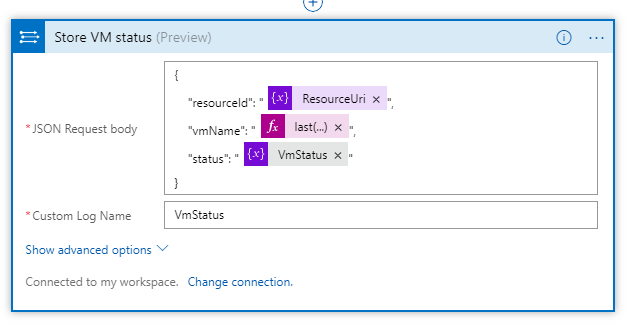 Store VM status (Preview)
{
"resourceId": " {x} ResourceUri × ",
* JSON Request body
"vmName": " fx last(...) × ",
"status": " {x} VmStatus × "
}
* Custom Log Name VmStatus
Show advanced options
Connected to my workspace. Change connection.